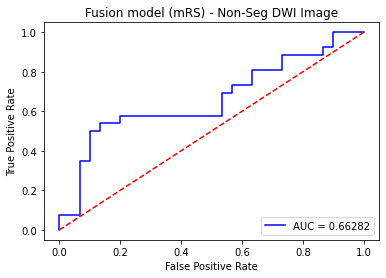 Fusion model (mRS) - Non-Seg DWI Image
True Positive Rate
1.0
0.8
0.6
0.4
0.2
0.0
AUC = 0.66282
0.0 0.2 0.4 0.6 0.8 1.0
False Positive Rate